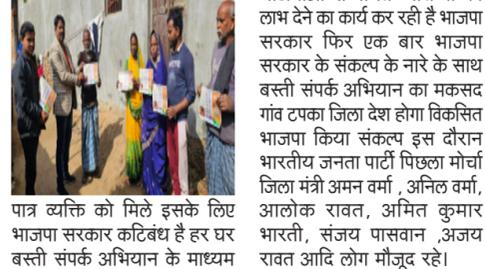 पात्र व्यक्ति को मिले इसके लिए
भाजपा सरकार कटिबंध है हर घर
बस्ती संपर्क अभियान के माध्यम
लाभ देने का कार्य कर रही है भाजपा
सरकार फिर एक बार भाजपा
सरकार के संकल्प के नारे के साथ
बस्ती संपर्क अभियान का मकसद
गांव टपका जिला देश होगा विकसित
भाजपा किया संकल्प इस दौरान
भारतीय जनता पार्टी पिछला मोर्चा
जिला मंत्री अमन वर्मा , अनिल वर्मा,
आलोक रावत, अमित कुमार
भारती, संजय पासवान ,अजय
रावत आदि लोग मौजूद रहे।